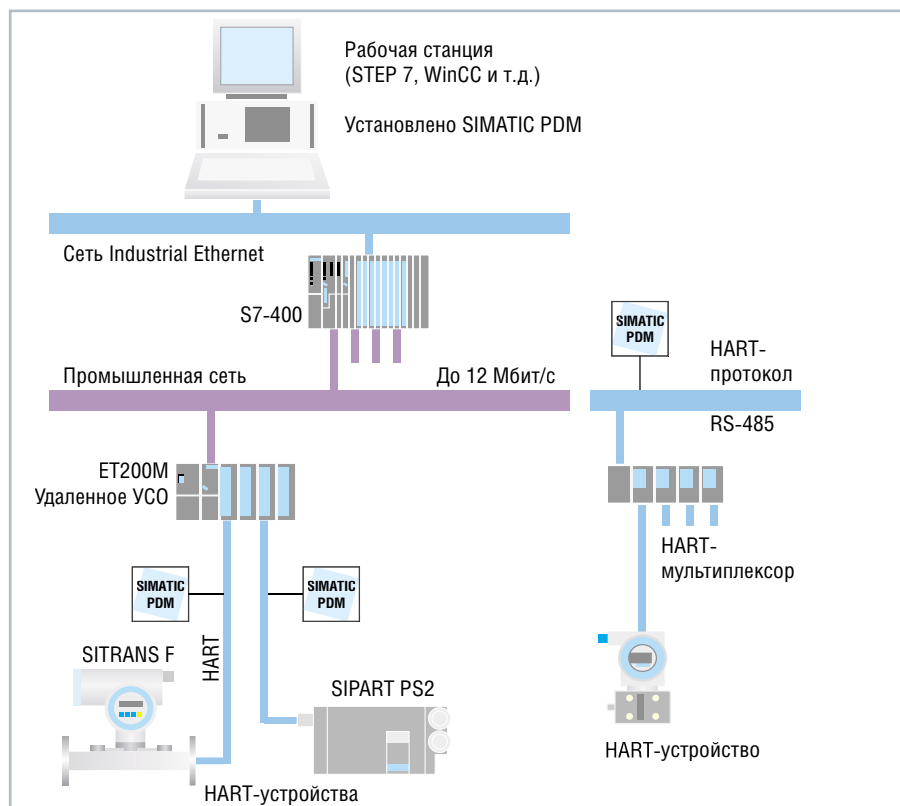 Рабочая станция
(STEP 7, WinCC и т.д.)
Установлено SIMATIC PDM
Сеть Industrial Ethernet
S7-400
SIMATIC
PDM
HART-
протокол
Промышленная сеть
До 12 Мбит/с
RS-485
ET200M
Удаленное УСО
HART-
мультиплексор
SIMATIC
PDM
SIMATIC
PDM
SITRANS F
HART
SIPART PS2
HART-устройство
HART-устройства